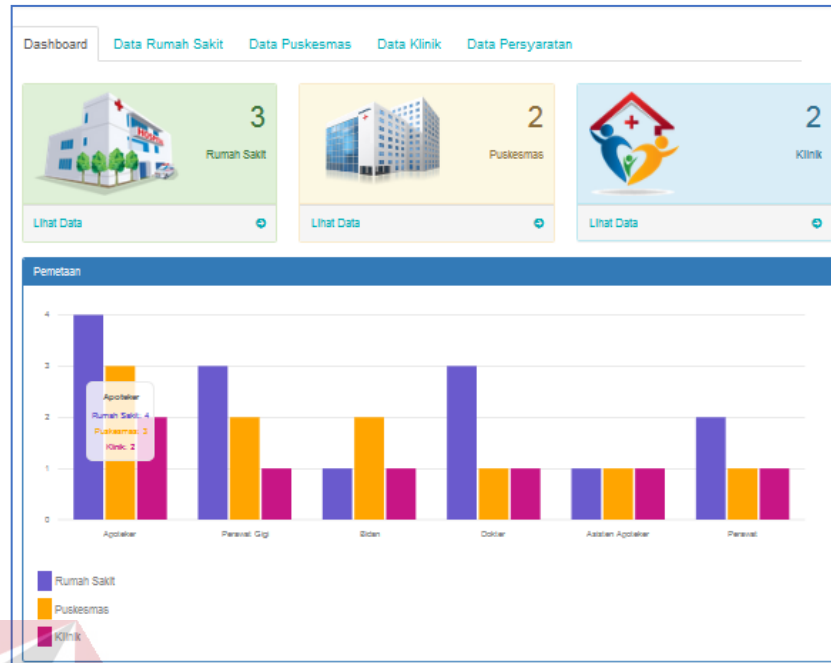 Dashboard Data Rumah Sakit Data Puskesmas Data Klinik Data Persyaratan
HOSPITAL
3
Rumah Sakit
Lihat Data
2
Puskesmas
Lihat Data
2
Klinik
Lihat Data
Pemetaan
4
3
2
1
0
Apoteker
Rumah Sakit: 4
Puskesmas: 3
Klinik: 2
Apoteker Perawat Gigi Bidan Dokter Asisten Apoteker Perawat
Rumah Sakit
Puskesmas
Klinik